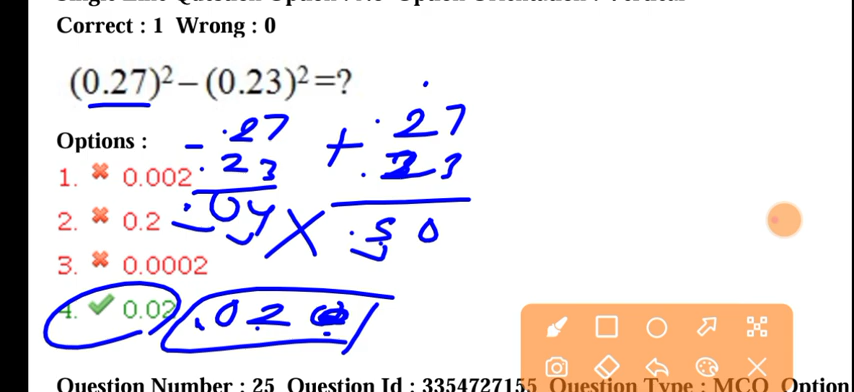 Correct : 1 Wrong : 0
(0.27)² – (0.23)² =?
Options :
1. ✖ 0.002
2. ✖ 0.2
3. ✖ 0.0002
4. ✔ 0.02
- .27
.23
.04
×
+ .27
.23
.50
.020
Question Number : 25 Question Id : 3354727155 Question Type : MCQ Option